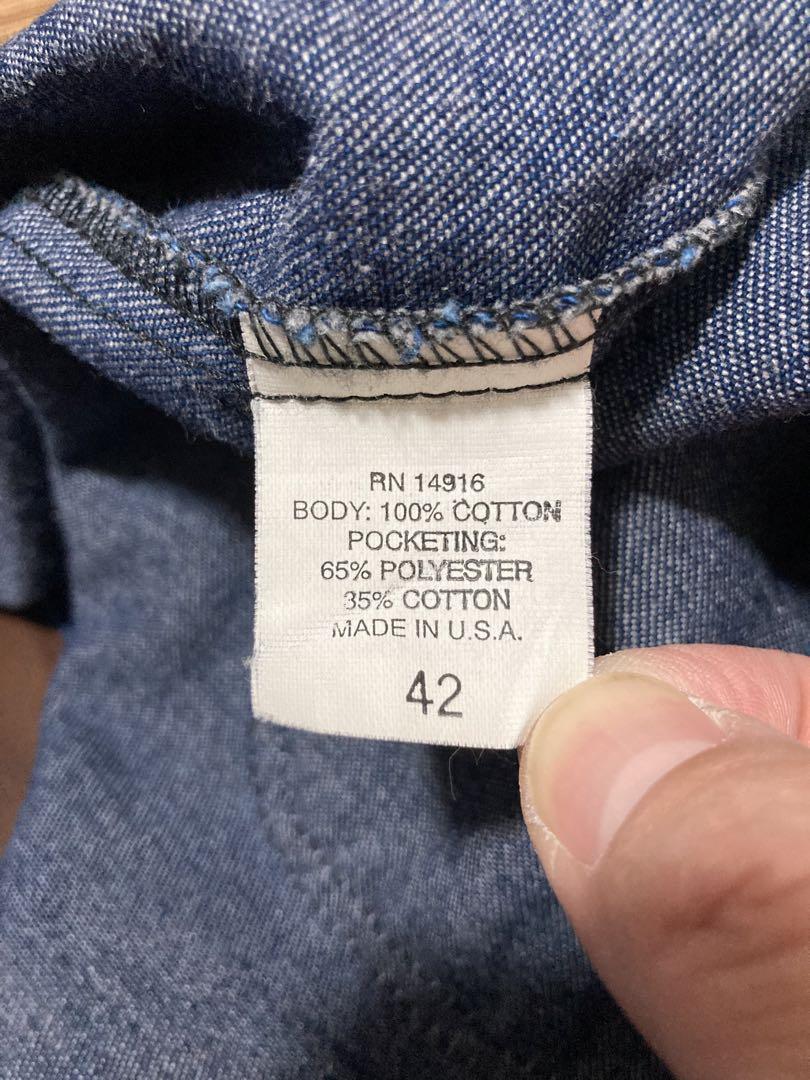 RN 14916
BODY: 100% COTTON
POCKETING:
65% POLYESTER
35% COTTON
MADE IN U.S.A.
42